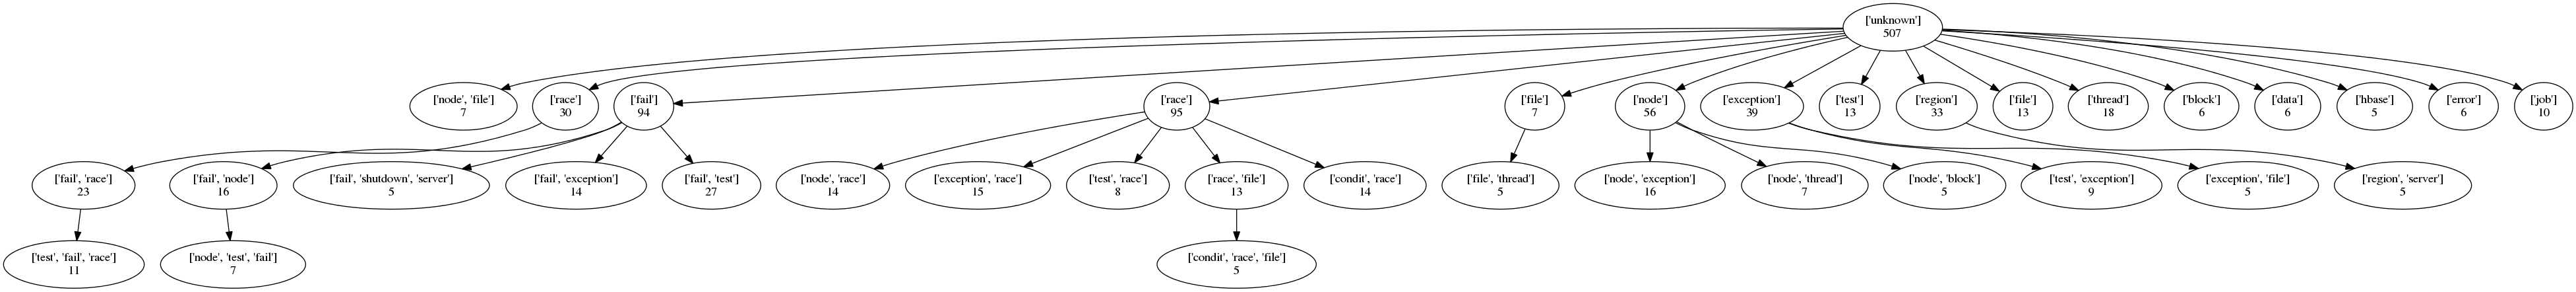 ['unknown']
507
['node', 'file']
7
['race']
30
['fail']
94
['race']
95
['file']
7
['node']
56
['exception']
39
['test']
13
['region']
33
['file']
13
['thread']
18
['block']
6
['data']
6
['hbase']
5
['error']
6
['job']
10
['fail', 'race']
23
['fail', 'node']
16
['fail', 'shutdown', 'server']
5
['fail', 'exception']
14
['fail', 'test']
27
['node', 'race']
14
['exception', 'race']
15
['test', 'race']
8
['race', 'file']
13
['condit', 'race']
14
['file', 'thread']
5
['node', 'exception']
16
['node', 'thread']
7
['node', 'block']
5
['test', 'exception']
9
['exception', 'file']
5
['region', 'server']
5
['test', 'fail', 'race']
11
['node', 'test', 'fail']
7
['condit', 'race', 'file']
5